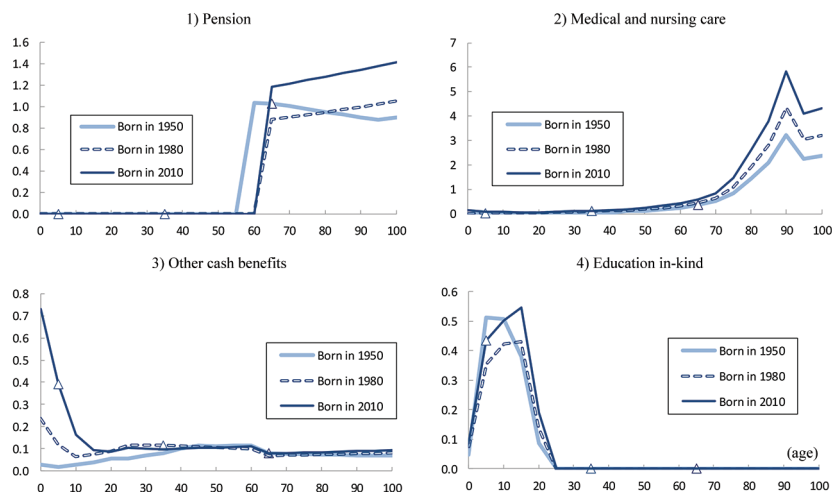 1) Pension
1.6
1.4
1.2
1.0
0.8
0.6
0.4
0.2
0.0
Born in 1950
Born in 1980
Born in 2010
0 10 20 30 40 50 60 70 80 90 100
2) Medical and nursing care
7
6
5
4
3
2
1
0
Born in 1950
Born in 1980
Born in 2010
0 10 20 30 40 50 60 70 80 90 100
3) Other cash benefits
0.8
0.7
0.6
0.5
0.4
0.3
0.2
0.1
0.0
Born in 1950
Born in 1980
Born in 2010
0 10 20 30 40 50 60 70 80 90 100
4) Education in-kind
0.6
0.5
0.4
0.3
0.2
0.1
0.0
Born in 1950
Born in 1980
Born in 2010
(age)
0 10 20 30 40 50 60 70 80 90 100